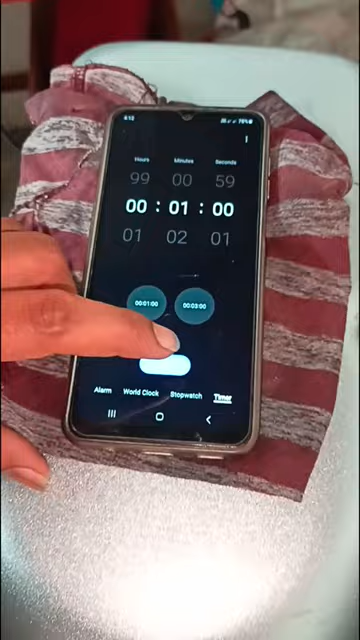 Hours Minutes Seconds
99 00 59
00 : 01 : 00
01 02 01
00:01:00 00:03:00
Alarm World Clock Stopwatch Timer